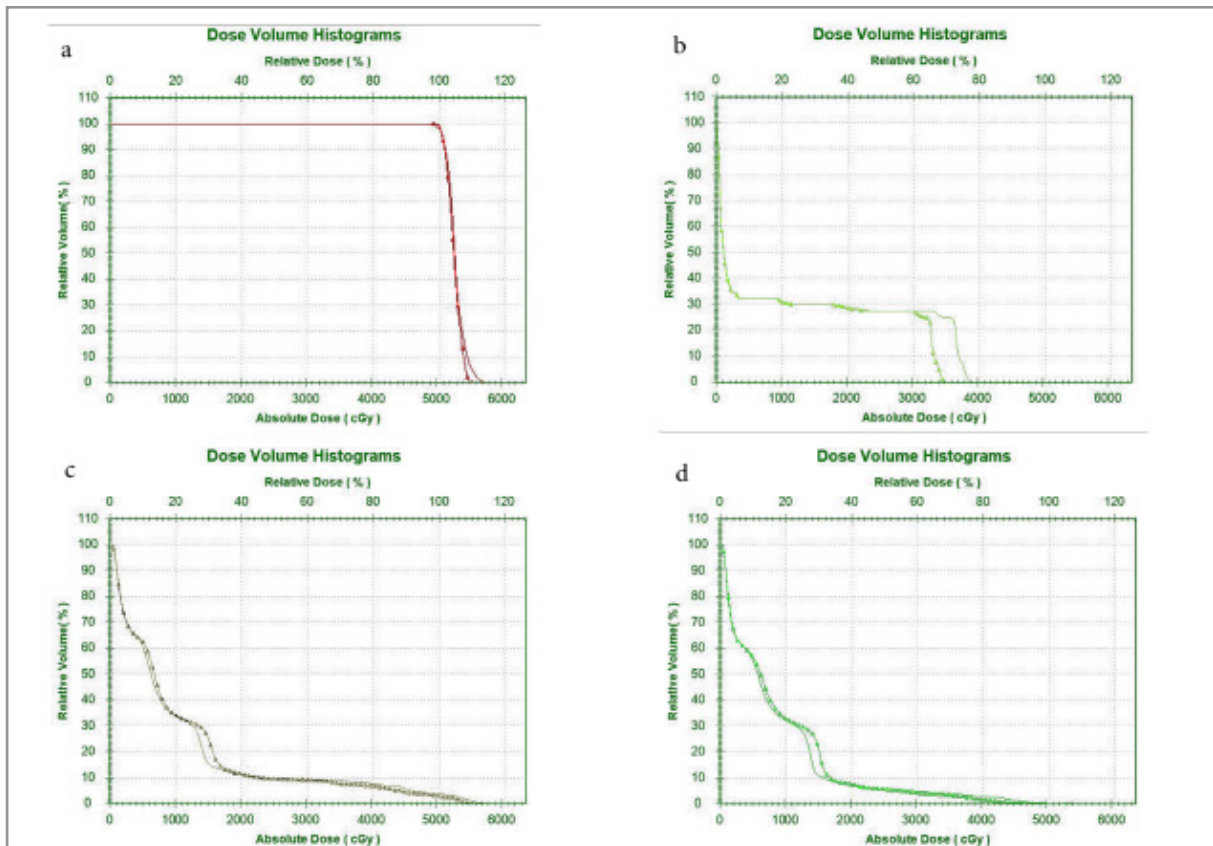 a
Dose Volume Histograms
Relative Dose ( % )
0 20 40 60 80 100 120
110
100
90
80
70
60
50
40
30
20
10
0
Relative Volume( % )
0 1000 2000 3000 4000 5000 6000
Absolute Dose ( cGy )
b
Dose Volume Histograms
Relative Dose ( % )
0 20 40 60 80 100 120
110
100
90
80
70
60
50
40
30
20
10
0
Relative Volume( % )
0 1000 2000 3000 4000 5000 6000
Absolute Dose ( cGy )
c
Dose Volume Histograms
Relative Dose ( % )
0 20 40 60 80 100 120
110
100
90
80
70
60
50
40
30
20
10
0
Relative Volume( % )
0 1000 2000 3000 4000 5000 6000
Absolute Dose ( cGy )
d
Dose Volume Histograms
Relative Dose ( % )
0 20 40 60 80 100 120
110
100
90
80
70
60
50
40
30
20
10
0
Relative Volume( % )
0 1000 2000 3000 4000 5000 6000
Absolute Dose ( cGy )